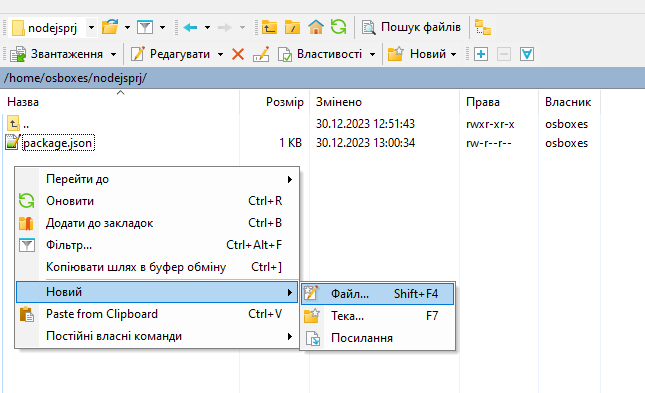 nodejsprj
Пошук файлів
Звантаження Редагувати Властивості Новий
/home/osboxes/nodejsprj/
Назва Розмір Змінено Права Власник
.. 30.12.2023 12:51:43 rwxr-xr-x osboxes
package.json 1 KB 30.12.2023 13:00:34 rw-r--r-- osboxes
Перейти до
Оновити Ctrl+R
Додати до закладок Ctrl+B
Фільтр... Ctrl+Alt+F
Копіювати шлях в буфер обміну Ctrl+]
Новий
Файл... Shift+F4
Paste from Clipboard Ctrl+V
Тека... F7
Постійні власні команди
Посилання